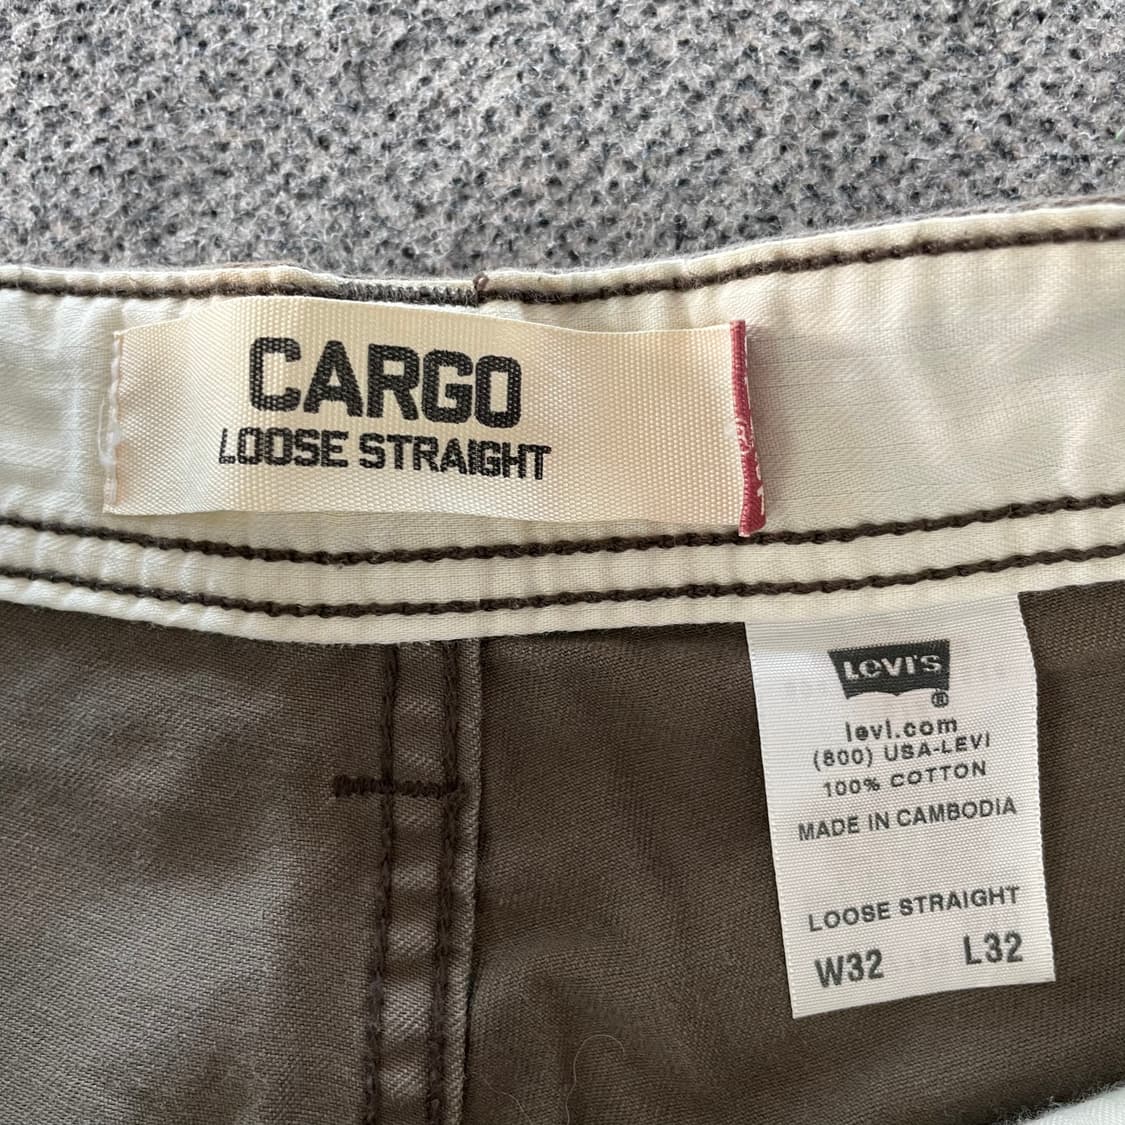 CARGO
LOOSE STRAIGHT
LEVI'S
®
levi.com
(800) USA-LEVI
100% COTTON
MADE IN CAMBODIA
LOOSE STRAIGHT
W32 L32